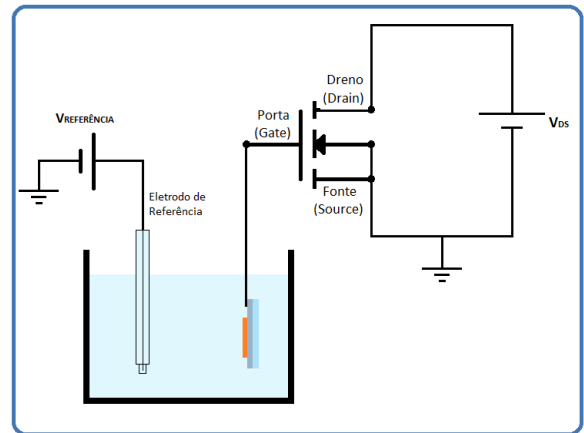 Dreno
(Drain)
Porta
(Gate)
VREFERÊNCIA
VDS
Eletrodo de
Referência
Fonte
(Source)